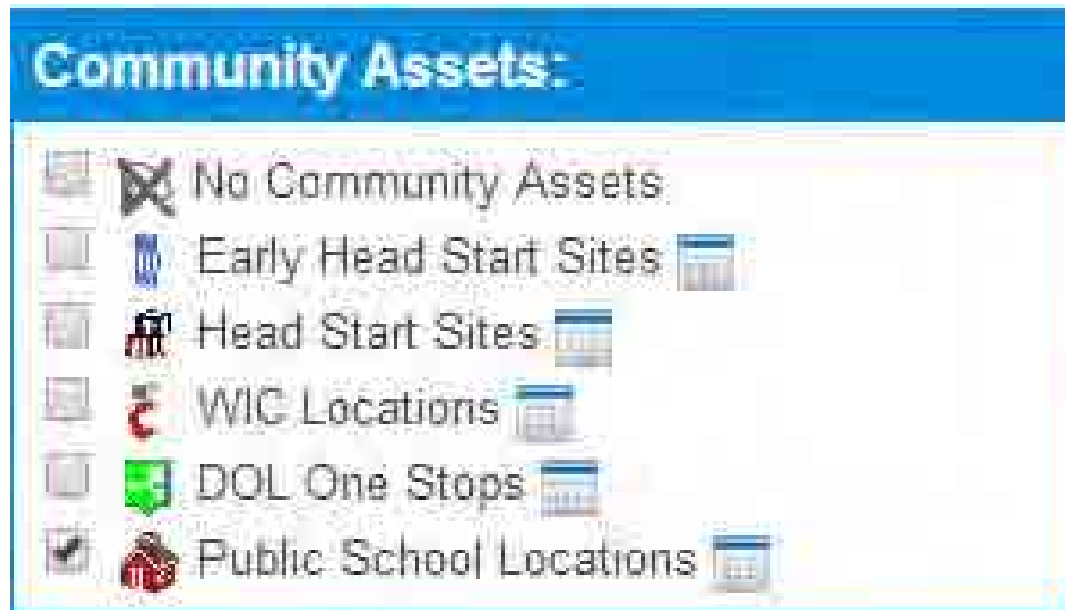 Community Assets:
No Community Assets
Early Head Start Sites
Head Start Sites
WIC Locations
DOL One Stops
Public School Locations